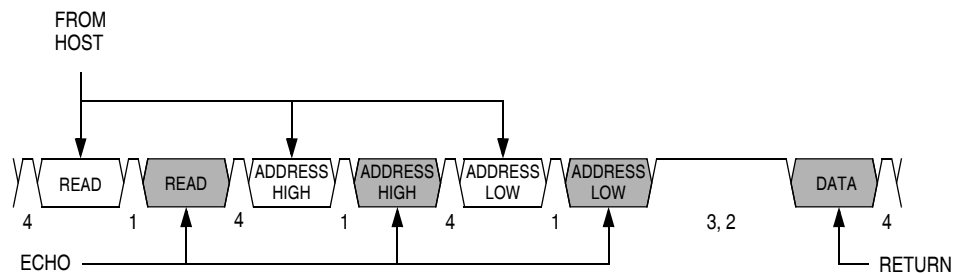 FROM
HOST
READ
READ
ADDRESS
HIGH
ADDRESS
HIGH
ADDRESS
LOW
ADDRESS
LOW
DATA
4
1
4
1
4
1
3, 2
4
ECHO
RETURN